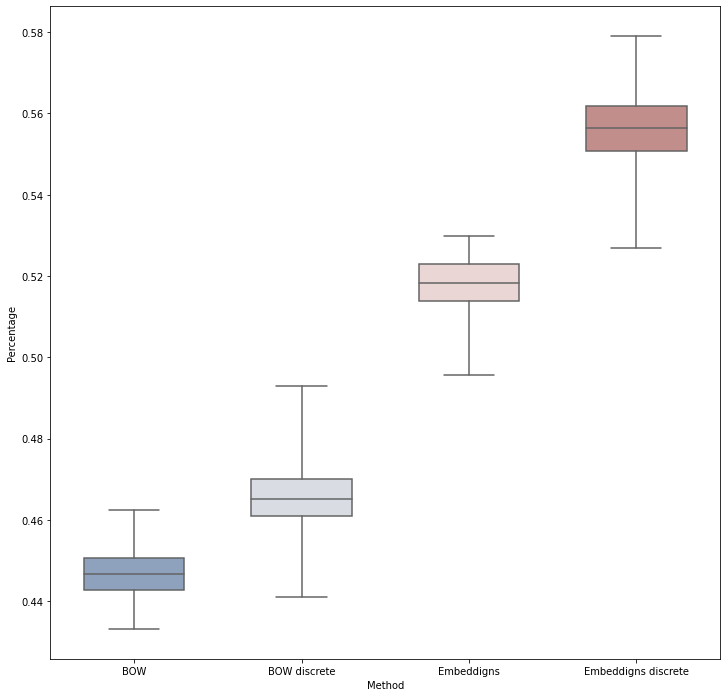 0.58
0.56
0.54
0.52
0.50
0.48
0.46
0.44
Percentage
BOW
BOW discrete
Embeddigns
Embeddigns discrete
Method